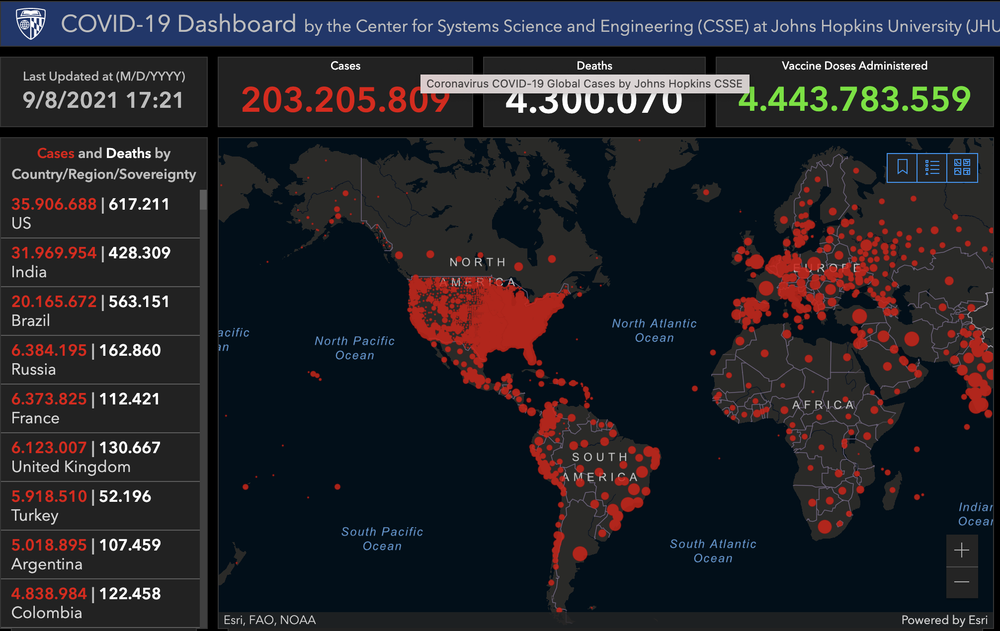 COVID-19 Dashboard by the Center for Systems Science and Engineering (CSSE) at Johns Hopkins University (JHU
Last Updated at (M/D/YYYY)
9/8/2021 17:21
Cases
203.205.809
Deaths
4.300.070
Vaccine Doses Administered
4.443.783.559
Coronavirus COVID-19 Global Cases by Johns Hopkins CSSE
Cases and Deaths by
Country/Region/Sovereignty
35.906.688 | 617.211
US
31.969.954 | 428.309
India
20.165.672 | 563.151
Brazil
6.384.195 | 162.860
Russia
6.373.825 | 112.421
France
6.123.007 | 130.667
United Kingdom
5.918.510 | 52.196
Turkey
5.018.895 | 107.459
Argentina
4.838.984 | 122.458
Colombia
NORTH
AMERICA
EUROPE
North Atlantic
Ocean
acific
an
North Pacific
Ocean
AFRICA
SOUTH
AMERICA
South Pacific
Ocean
South Atlantic
Ocean
Indian
Ocean
Esri, FAO, NOAA
Powered by Esri